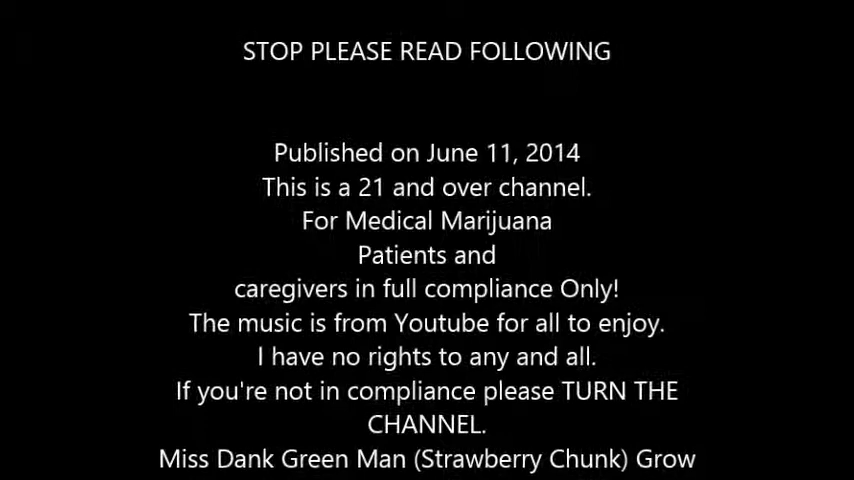 STOP PLEASE READ FOLLOWING
Published on June 11, 2014
This is a 21 and over channel.
For Medical Marijuana
Patients and
caregivers in full compliance Only!
The music is from Youtube for all to enjoy.
I have no rights to any and all.
If you're not in compliance please TURN THE
CHANNEL.
Miss Dank Green Man (Strawberry Chunk) Grow